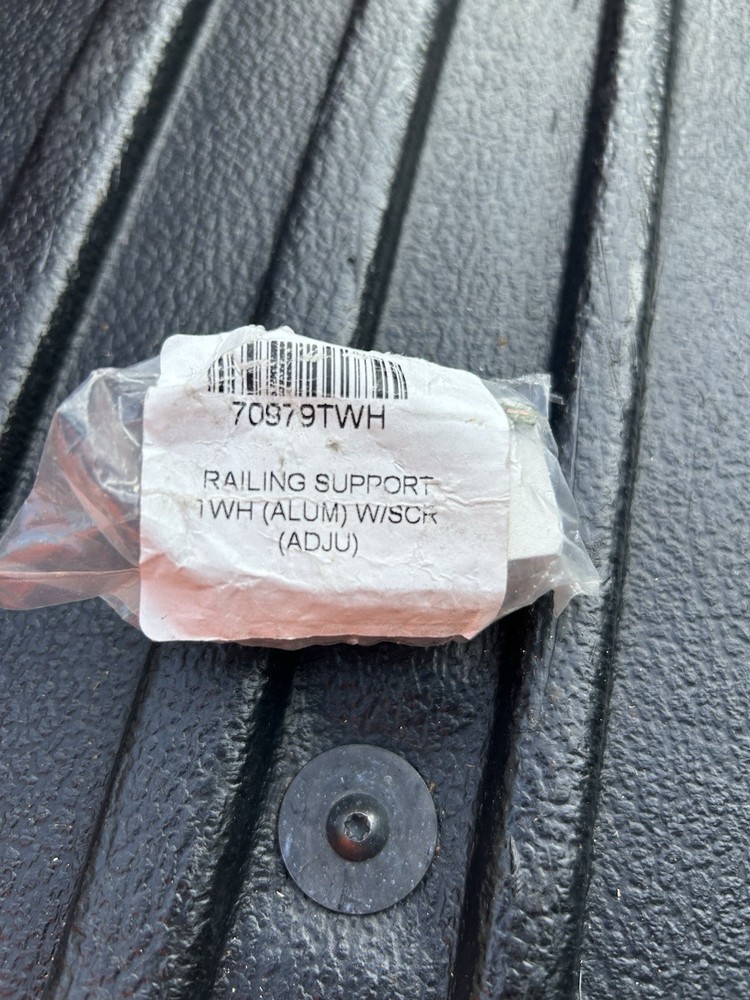 70979TWH
RAILING SUPPORT
TWH (ALUM) W/SCR
(ADJU)